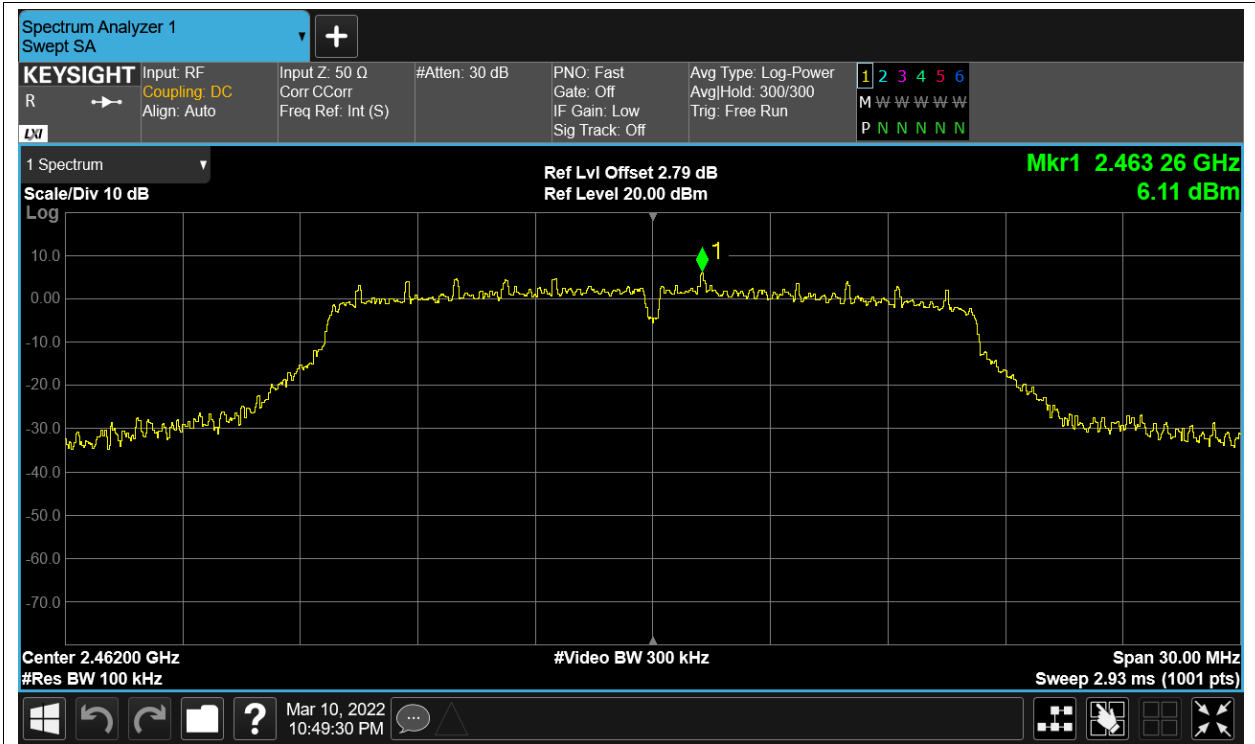 Spectrum Analyzer 1
Swept SA
KEYSIGHT
R
LXI
Input: RF
Coupling: DC
Align: Auto
Input Z: 50 Ω
Corr CCorr
Freq Ref: Int (S)
#Atten: 30 dB
PNO: Fast
Gate: Off
IF Gain: Low
Sig Track: Off
Avg Type: Log-Power
Avg|Hold: 300/300
Trig: Free Run
1 2 3 4 5 6
M W W W W W
P N N N N N
1 Spectrum
Scale/Div 10 dB
Ref Lvl Offset 2.79 dB
Ref Level 20.00 dBm
Mkr1 2.463 26 GHz
6.11 dBm
Log
1
10.0
0.00
-10.0
-20.0
-30.0
-40.0
-50.0
-60.0
-70.0
Center 2.46200 GHz
#Res BW 100 kHz
#Video BW 300 kHz
Span 30.00 MHz
Sweep 2.93 ms (1001 pts)
?
Mar 10, 2022
10:49:30 PM